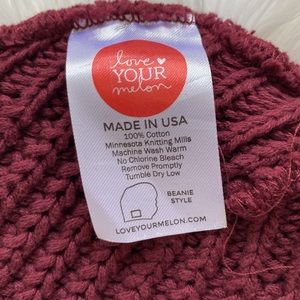 love
YOUR
melon
MADE IN USA
100% Cotton
Minnesota Knitting Mills
Machine Wash Warm
No Chlorine Bleach
Remove Promptly
Tumble Dry Low
BEANIE
STYLE
LOVEYOURMELON.COM